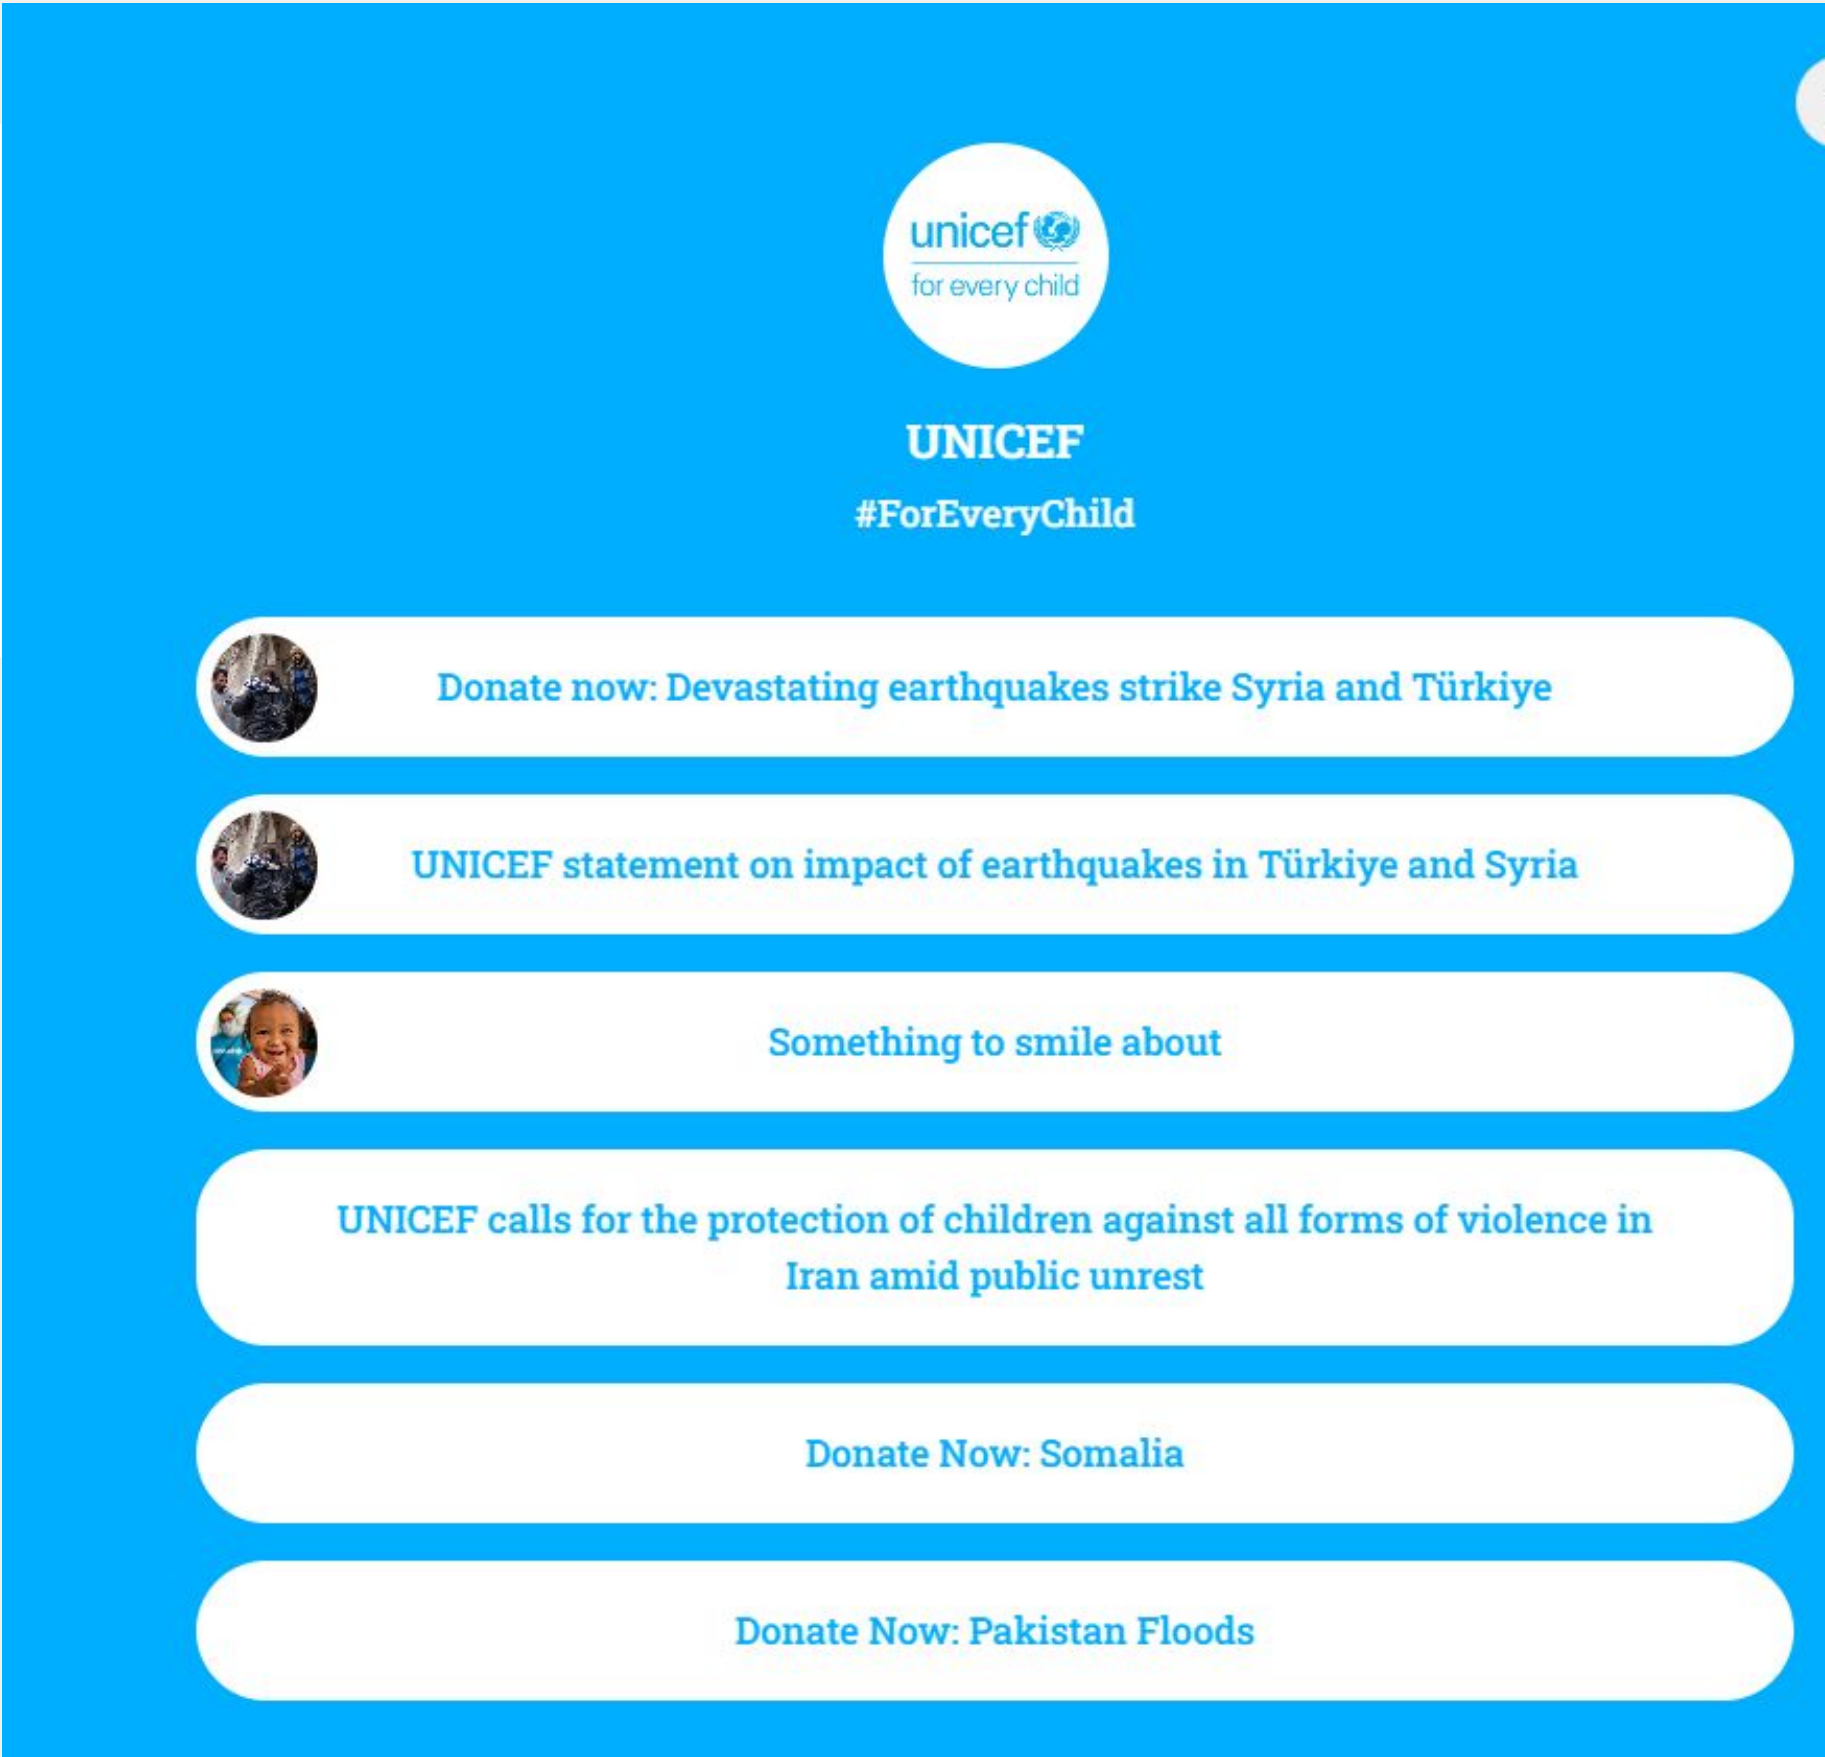 unicef
for every child
UNICEF
#ForEveryChild
Donate now: Devastating earthquakes strike Syria and Türkiye
UNICEF statement on impact of earthquakes in Türkiye and Syria
Something to smile about
UNICEF calls for the protection of children against all forms of violence in
Iran amid public unrest
Donate Now: Somalia
Donate Now: Pakistan Floods